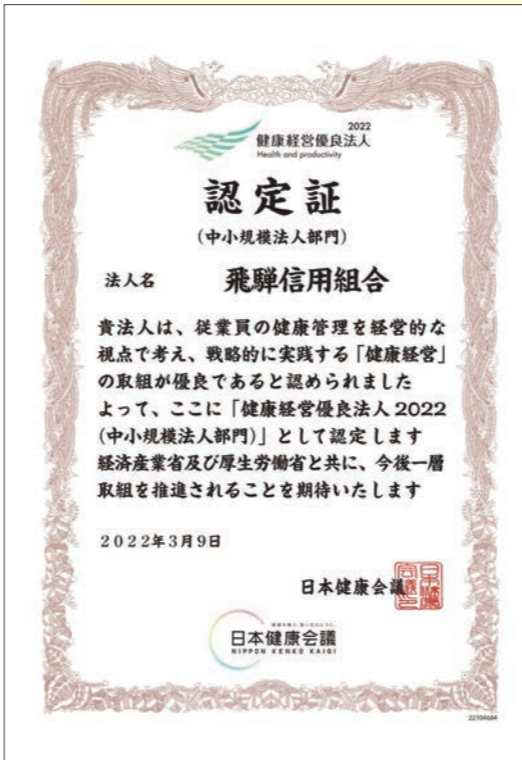 2022
健康経営優良法人
Health and productivity
認定証
(中小規模法人部門)
法人名 飛騨信用組合
貴法人は、従業員の健康管理を経営的な
視点で考え、戦略的に実践する「健康経営」
の取組が優良であると認められました
よって、ここに「健康経営優良法人2022
(中小規模法人部門)」として認定します
経済産業省及び厚生労働省と共に、今後一層
取組を推進されることを期待いたします
2022年3月9日
日本健康会議
日本健康会議
NIPPON KENKO KAIGI